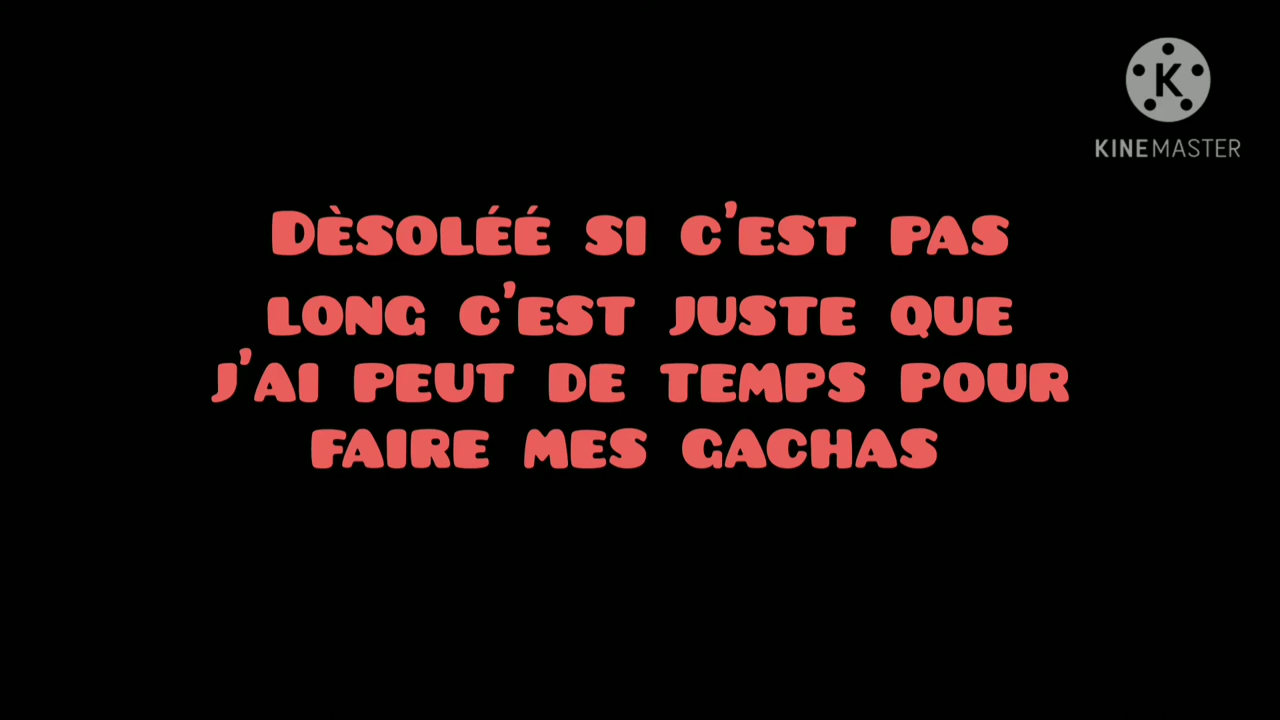 K
KINEMASTER
Dèsoléé si c'est pas
long c'est juste que
j'ai peut de temps pour
faire mes gachas